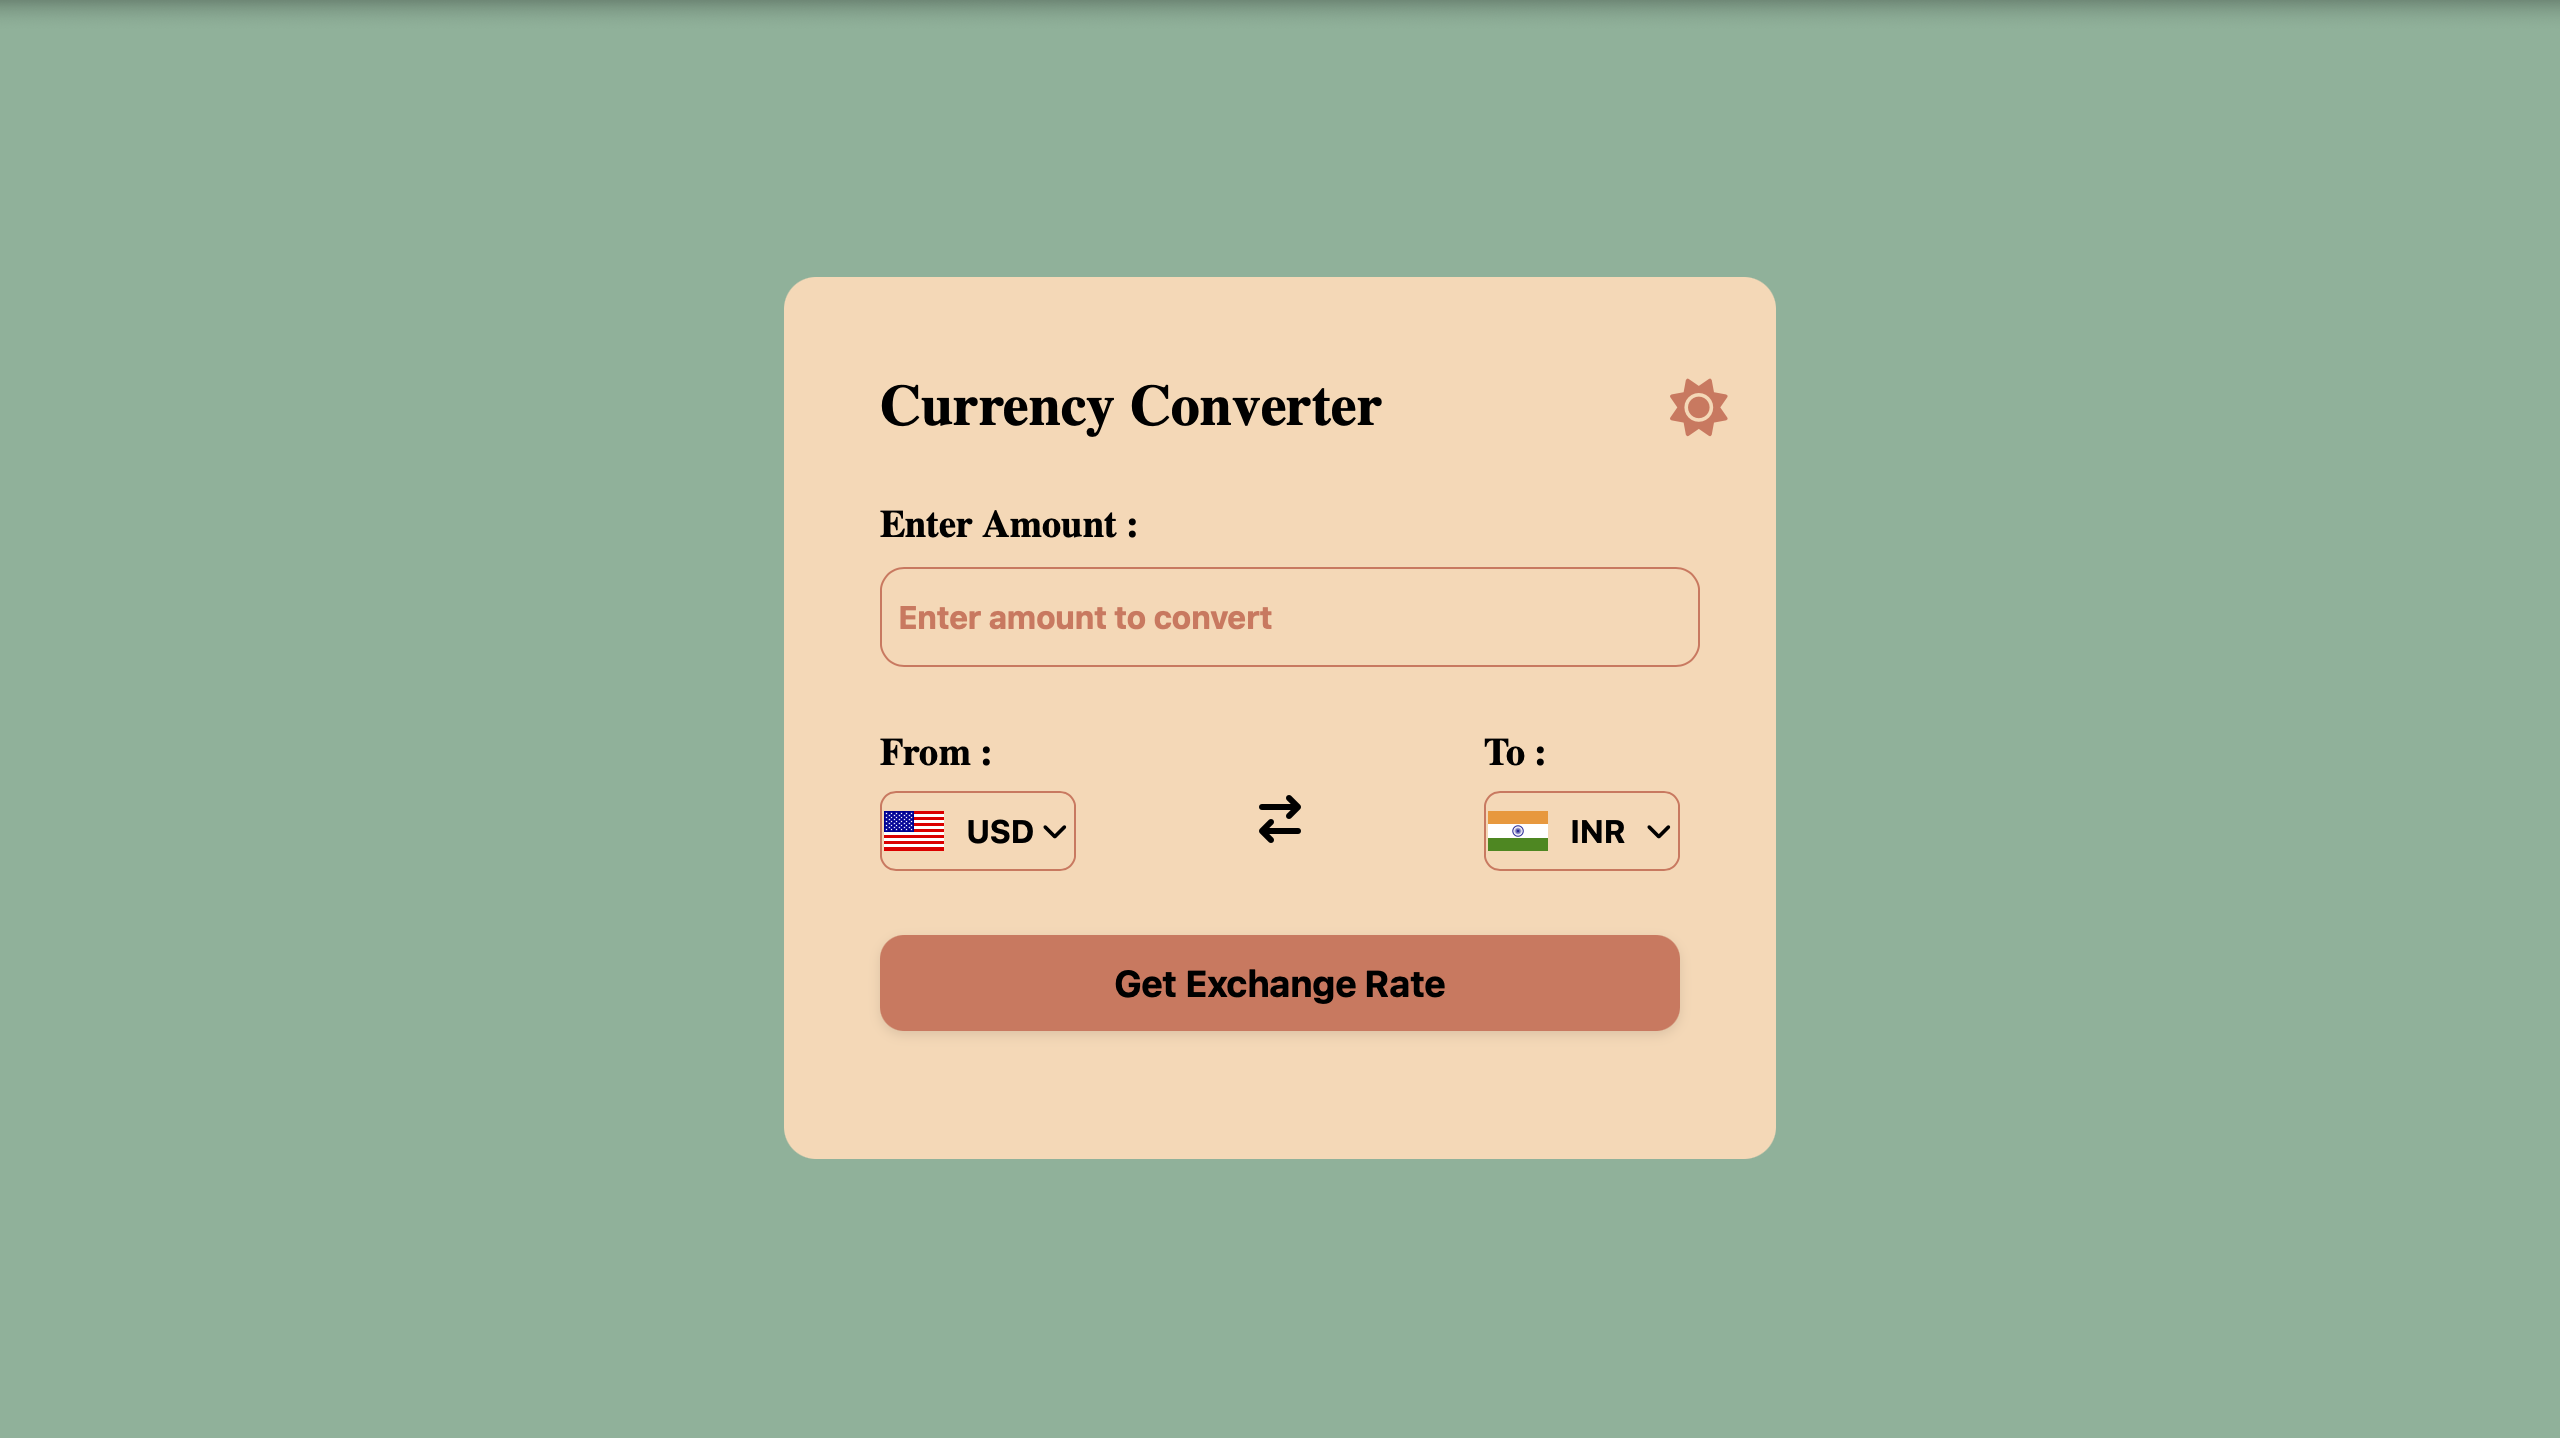 Currency Converter
Enter Amount :
Enter amount to convert
From :
To :
USD
INR
Get Exchange Rate